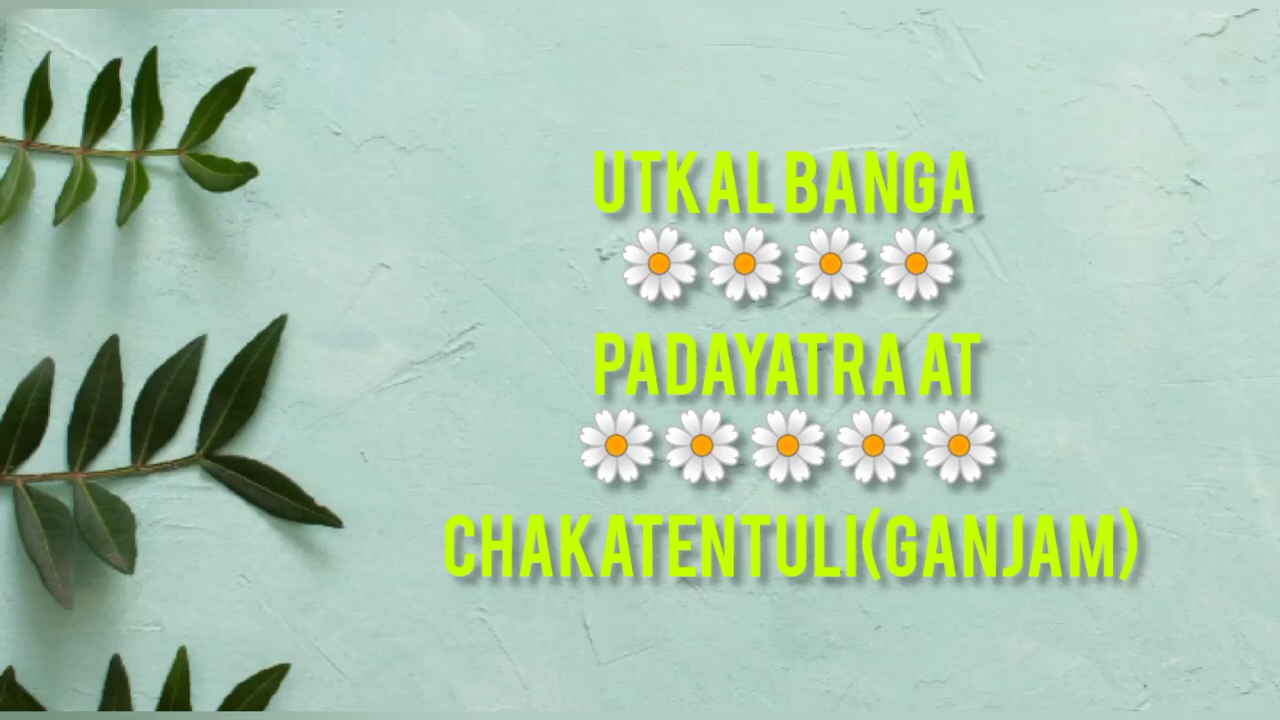 UTKAL BANGA
🌼🌼🌼🌼
PADAYATRA AT
🌼🌼🌼🌼🌼
CHAKATENTULI(GANJAM)